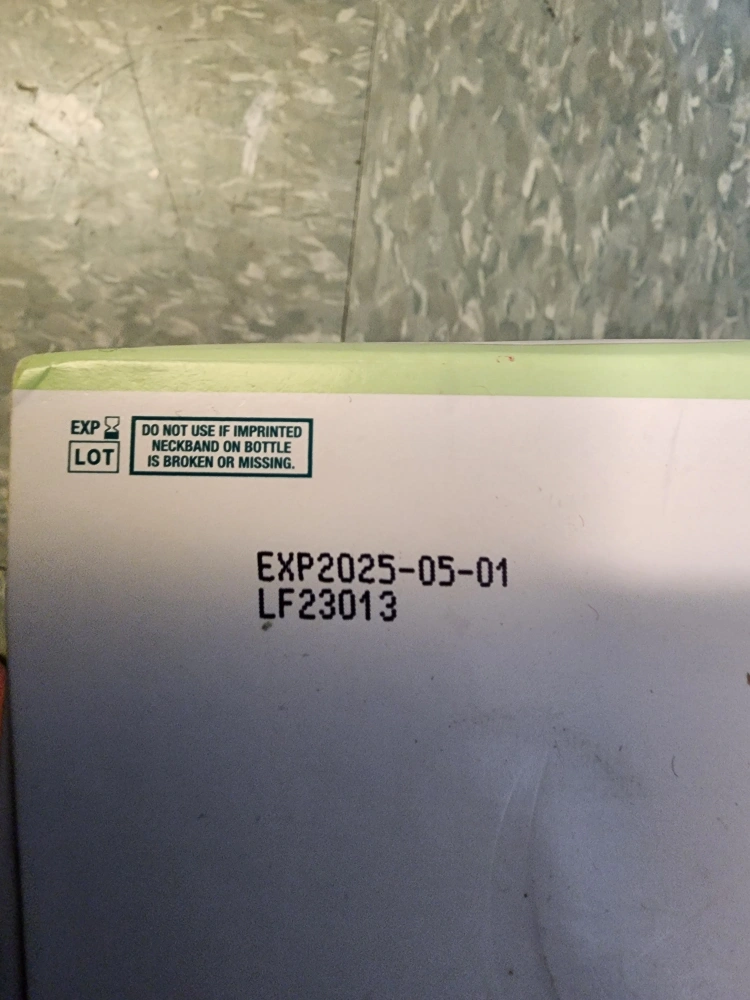 EXP
LOT
DO NOT USE IF IMPRINTED
NECKBAND ON BOTTLE
IS BROKEN OR MISSING.
EXP2025-05-01
LF23013